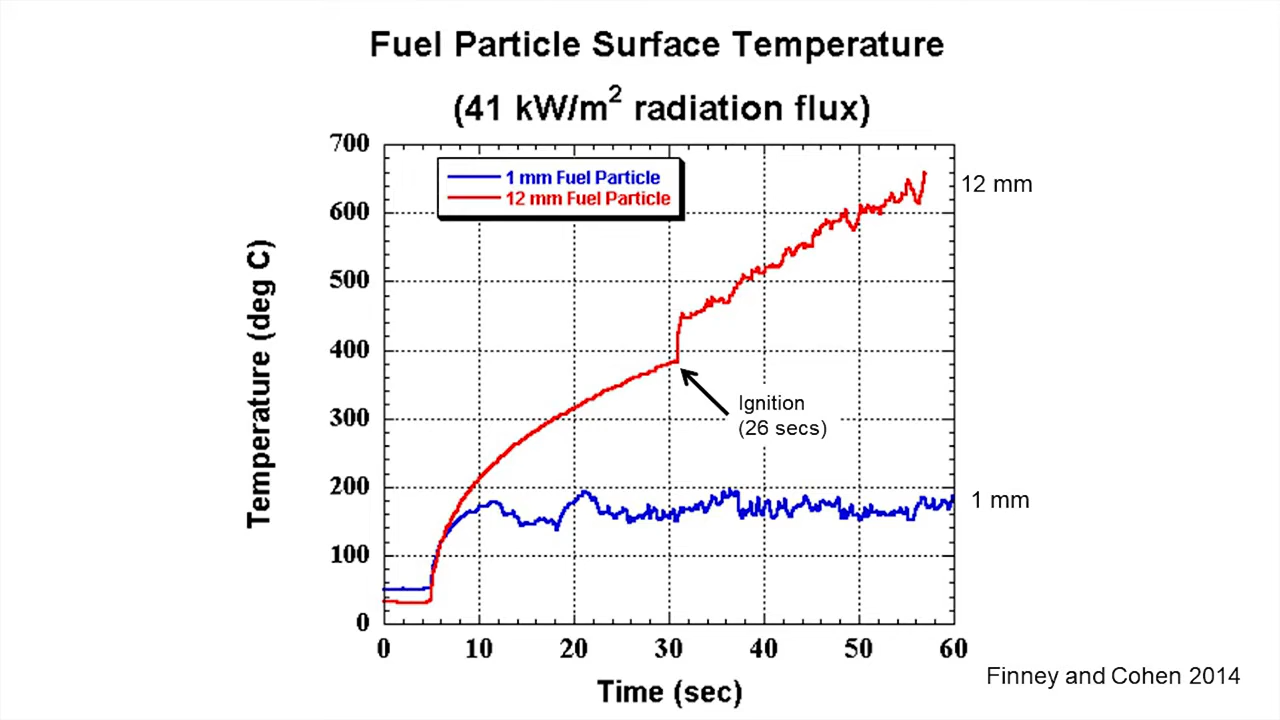 Fuel Particle Surface Temperature
(41 kW/m² radiation flux)
700
600
500
400
300
200
100
0
Temperature (deg C)
1 mm Fuel Particle
12 mm Fuel Particle
12 mm
Ignition
(26 secs)
1 mm
0 10 20 30 40 50 60
Time (sec)
Finney and Cohen 2014